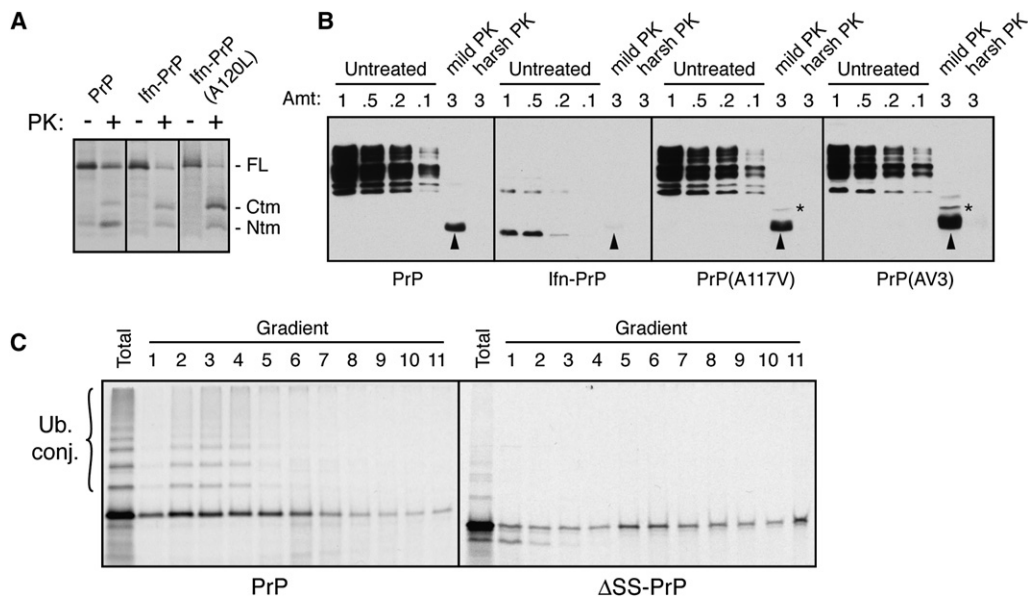 A
PrP
Ifn-PrP
Ifn-PrP (A120L)
PK: - + - + - +
- FL
- Ctm
- Ntm
B
mild PK harsh PK mild PK harsh PK mild PK harsh PK mild PK harsh PK
Untreated Untreated Untreated Untreated
Amt: 1 .5 .2 .1 3 3 1 .5 .2 .1 3 3 1 .5 .2 .1 3 3 1 .5 .2 .1 3 3
* *
PrP Ifn-PrP PrP(A117V) PrP(AV3)
C
Gradient Gradient
Total 1 2 3 4 5 6 7 8 9 10 11 Total 1 2 3 4 5 6 7 8 9 10 11
Ub.
conj.
PrP ΔSS-PrP